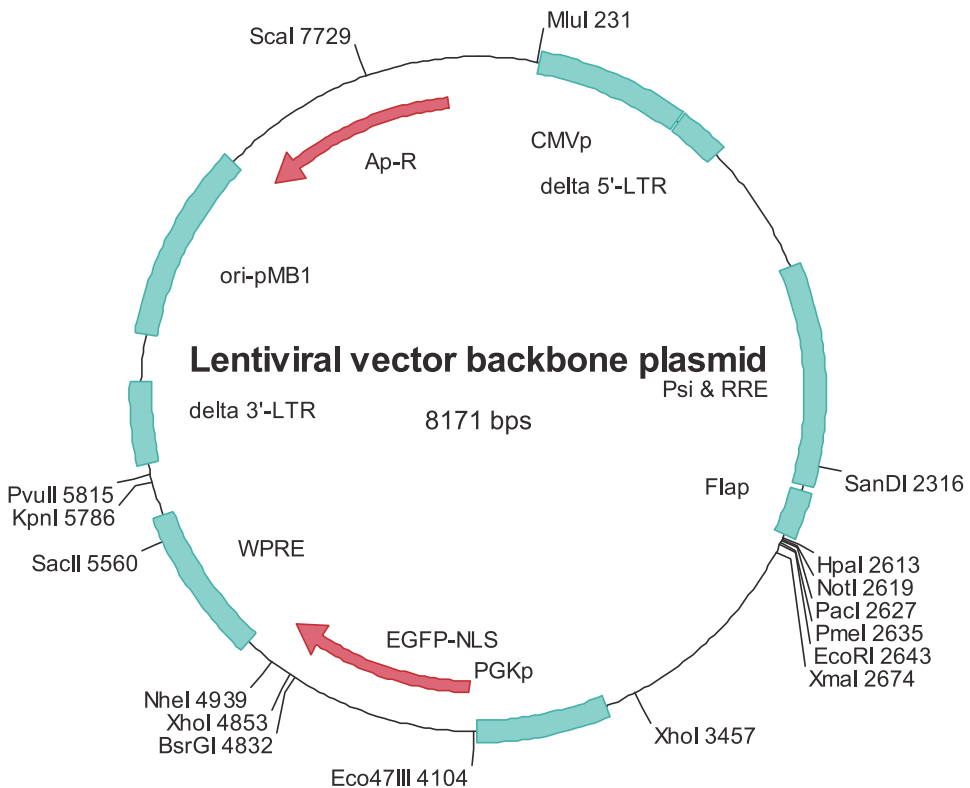 ScaI 7729
MluI 231
Ap-R
CMVp
delta 5'-LTR
ori-pMB1
Lentiviral vector backbone plasmid
Psi & RRE
delta 3'-LTR
8171 bps
Flap
SanDI 2316
PvuII 5815
KpnI 5786
SacII 5560
WPRE
HpaI 2613
NotI 2619
PacI 2627
PmeI 2635
EcoRI 2643
XmaI 2674
EGFP-NLS
PGKp
NheI 4939
XhoI 4853
BsrGI 4832
XhoI 3457
Eco47III 4104